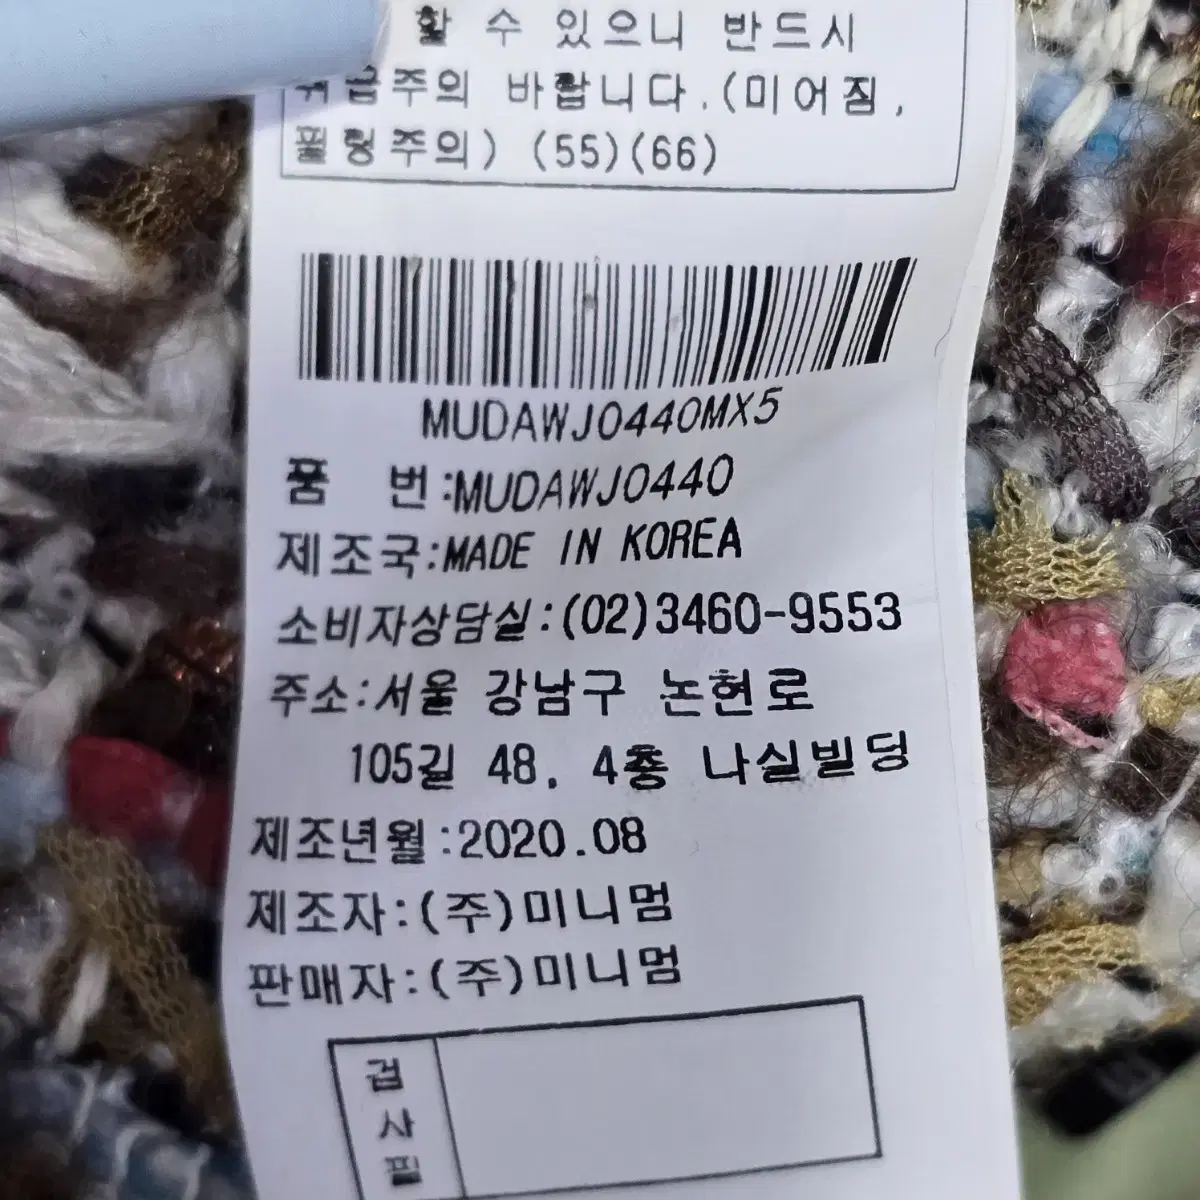 할 수 있으니 반드시
취급주의 바랍니다.(미어짐,
필링주의) (55)(66)
MUDAWJ0440MX5
품 번:MUDAWJ0440
제조국:MADE IN KOREA
소비자상담실:(02)3460-9553
주소:서울 강남구 논현로
105길 48, 4층 나실빌딩
제조년월:2020.08
제조자:(주)미니멈
판매자:(주)미니멈
검
사
필